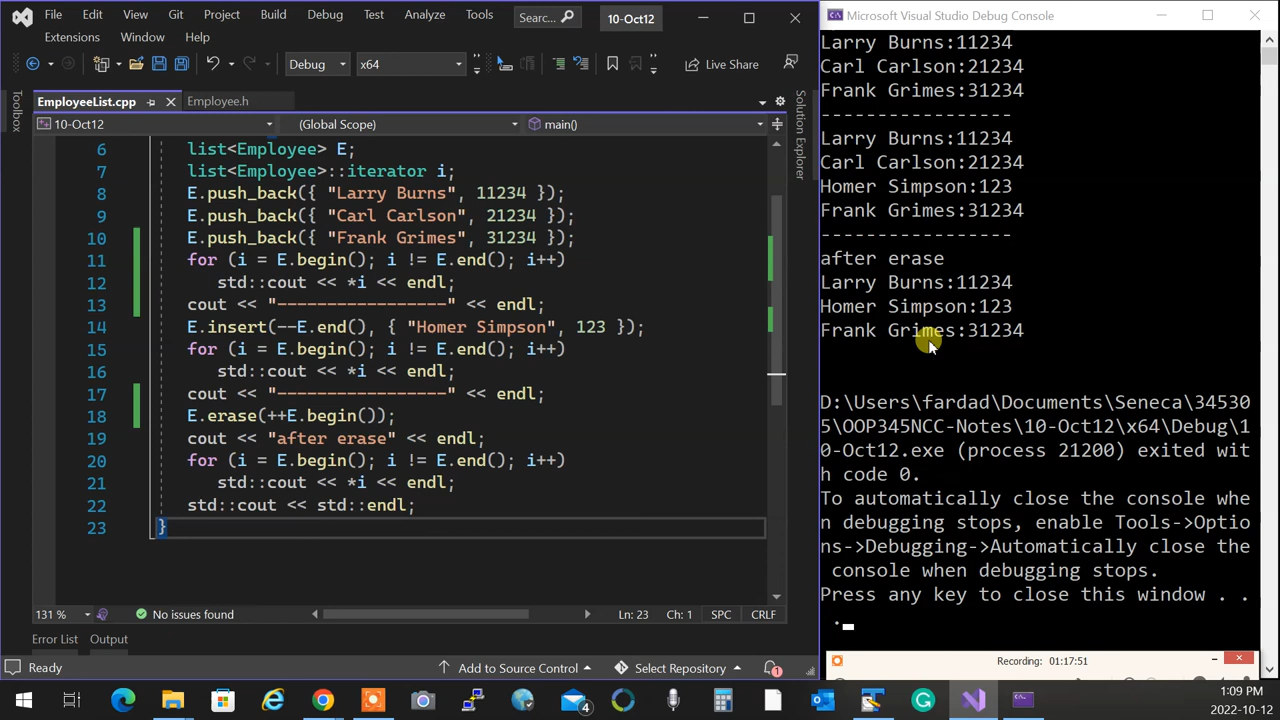 File Edit View Git Project Build Debug Test Analyze Tools Searc... 10-Oct12
Extensions Window Help
Debug x64 Live Share
EmployeeList.cpp Employee.h
10-Oct12 (Global Scope) main()
Toolbox
Solution Explorer
6 list<Employee> E;
7 list<Employee>::iterator i;
8 E.push_back({ "Larry Burns", 11234 });
9 E.push_back({ "Carl Carlson", 21234 });
10 E.push_back({ "Frank Grimes", 31234 });
11 for (i = E.begin(); i != E.end(); i++)
12 std::cout << *i << endl;
13 cout << "-----------------" << endl;
14 E.insert(--E.end(), { "Homer Simpson", 123 });
15 for (i = E.begin(); i != E.end(); i++)
16 std::cout << *i << endl;
17 cout << "-----------------" << endl;
18 E.erase(++E.begin());
19 cout << "after erase" << endl;
20 for (i = E.begin(); i != E.end(); i++)
21 std::cout << *i << endl;
22 std::cout << std::endl;
23 }
131 % No issues found Ln: 23 Ch: 1 SPC CRLF
Error List Output
Ready Add to Source Control Select Repository 1
Microsoft Visual Studio Debug Console
Larry Burns:11234
Carl Carlson:21234
Frank Grimes:31234
-----------------
Larry Burns:11234
Carl Carlson:21234
Homer Simpson:123
Frank Grimes:31234
-----------------
after erase
Larry Burns:11234
Homer Simpson:123
Frank Grimes:31234
D:\Users\fardad\Documents\Seneca\345305
5\OOP345NCC-Notes\10-Oct12\x64\Debug\1
0-Oct12.exe (process 21200) exited wit
h code 0.
To automatically close the console whe
n debugging stops, enable Tools->Optio
ns->Debugging->Automatically close the
 console when debugging stops.
Press any key to close this window . .
.
Recording: 01:17:51
4
1:09 PM
2022-10-12